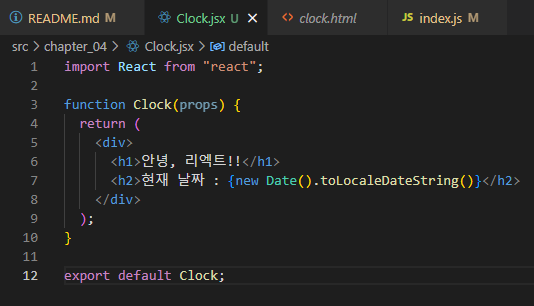 README.md M Clock.jsx U clock.html index.js M
src > chapter_04 > Clock.jsx > default
1 import React from "react";
2
3 function Clock(props) {
4 return (
5 <div>
6 <h1>안녕, 리엑트!!</h1>
7 <h2>현재 날짜 : {new Date().toLocaleDateString()}</h2>
8 </div>
9 );
10 }
11
12 export default Clock;